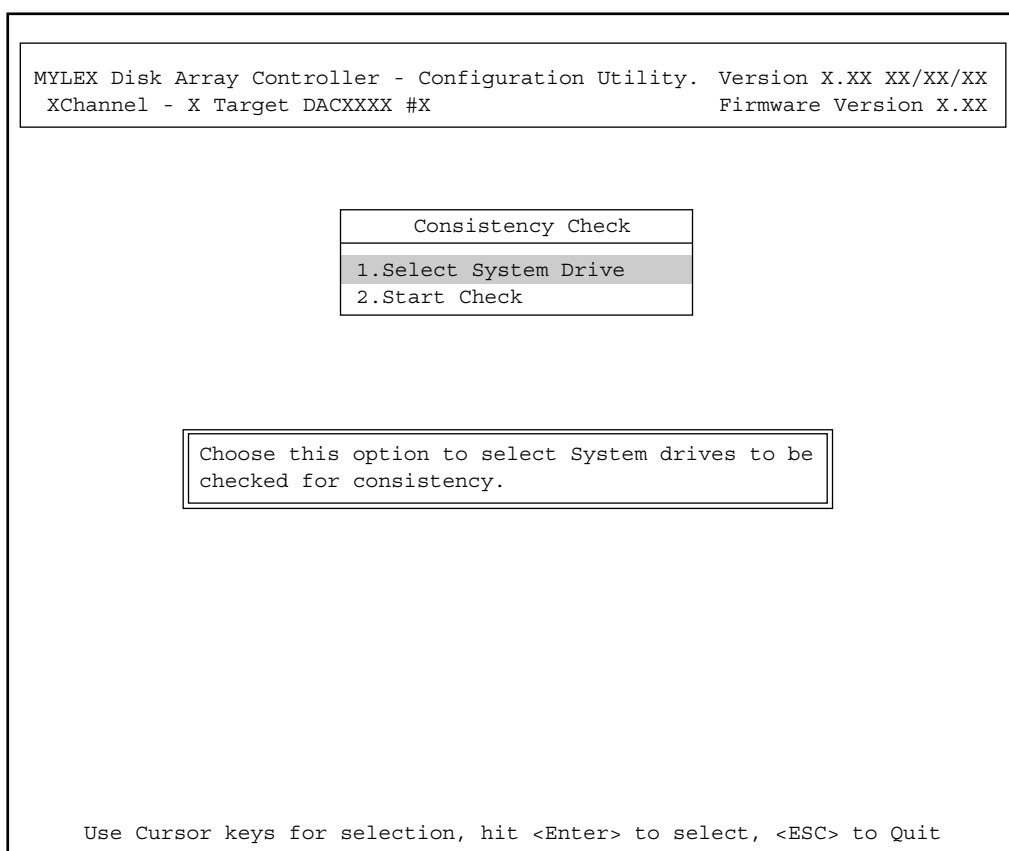 MYLEX Disk Array Controller - Configuration Utility. Version X.XX XX/XX/XX
XChannel - X Target DACXXXX #X Firmware Version X.XX
Consistency Check
1.Select System Drive
2.Start Check
Choose this option to select System drives to be
checked for consistency.
Use Cursor keys for selection, hit <Enter> to select, <ESC> to Quit